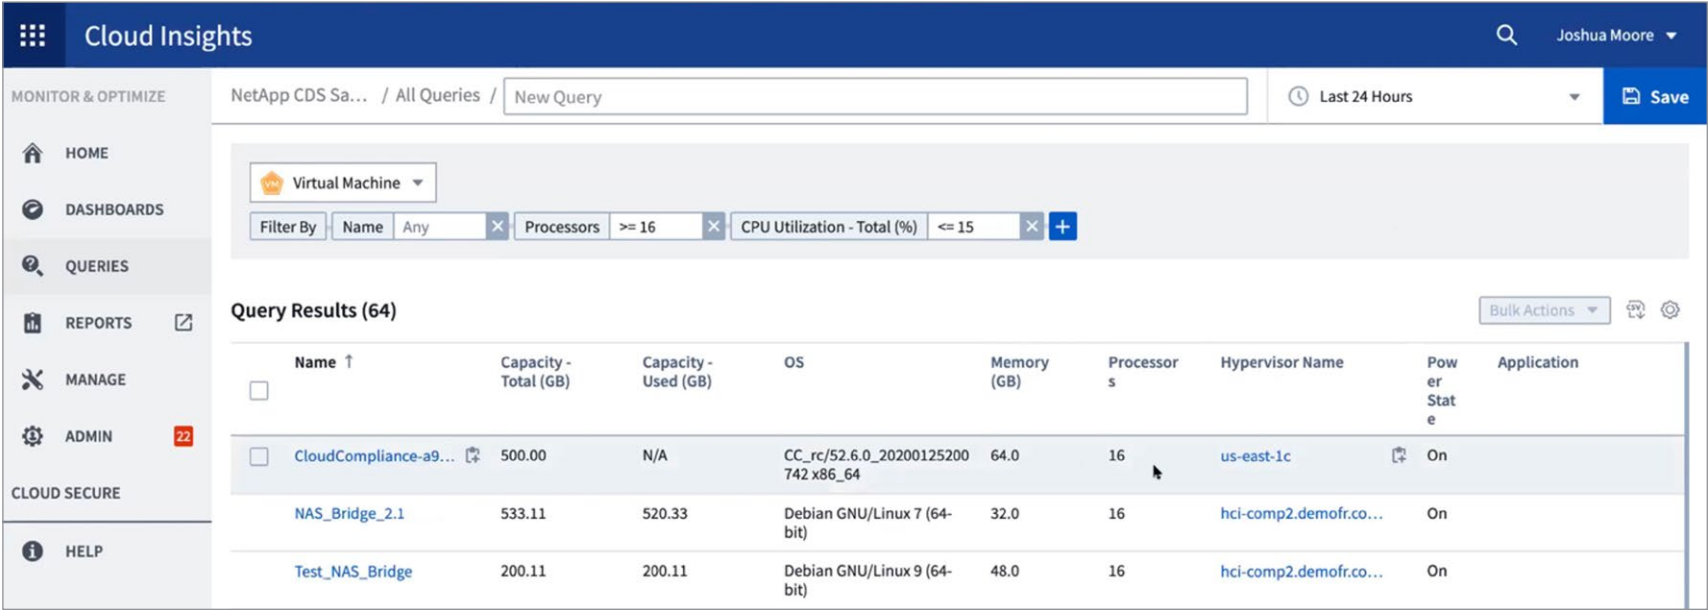 Cloud Insights
Joshua Moore
MONITOR & OPTIMIZE
NetApp CDS Sa... / All Queries / New Query
Last 24 Hours
Save
HOME
DASHBOARDS
QUERIES
REPORTS
MANAGE
ADMIN 22
CLOUD SECURE
HELP
VM Virtual Machine
Filter By Name Any Processors >= 16 CPU Utilization - Total (%) <= 15 +
Query Results (64)
Bulk Actions
CSV
Name ↑ Capacity - Capacity - OS Memory Processor Hypervisor Name Pow Application
Total (GB) Used (GB) (GB) s er
Stat
e
CloudCompliance-a9... 500.00 N/A CC_rc/52.6.0_20200125200 64.0 16 us-east-1c On
742 x86_64
NAS_Bridge_2.1 533.11 520.33 Debian GNU/Linux 7 (64- 32.0 16 hci-comp2.demofr.co... On
bit)
Test_NAS_Bridge 200.11 200.11 Debian GNU/Linux 9 (64- 48.0 16 hci-comp2.demofr.co... On
bit)